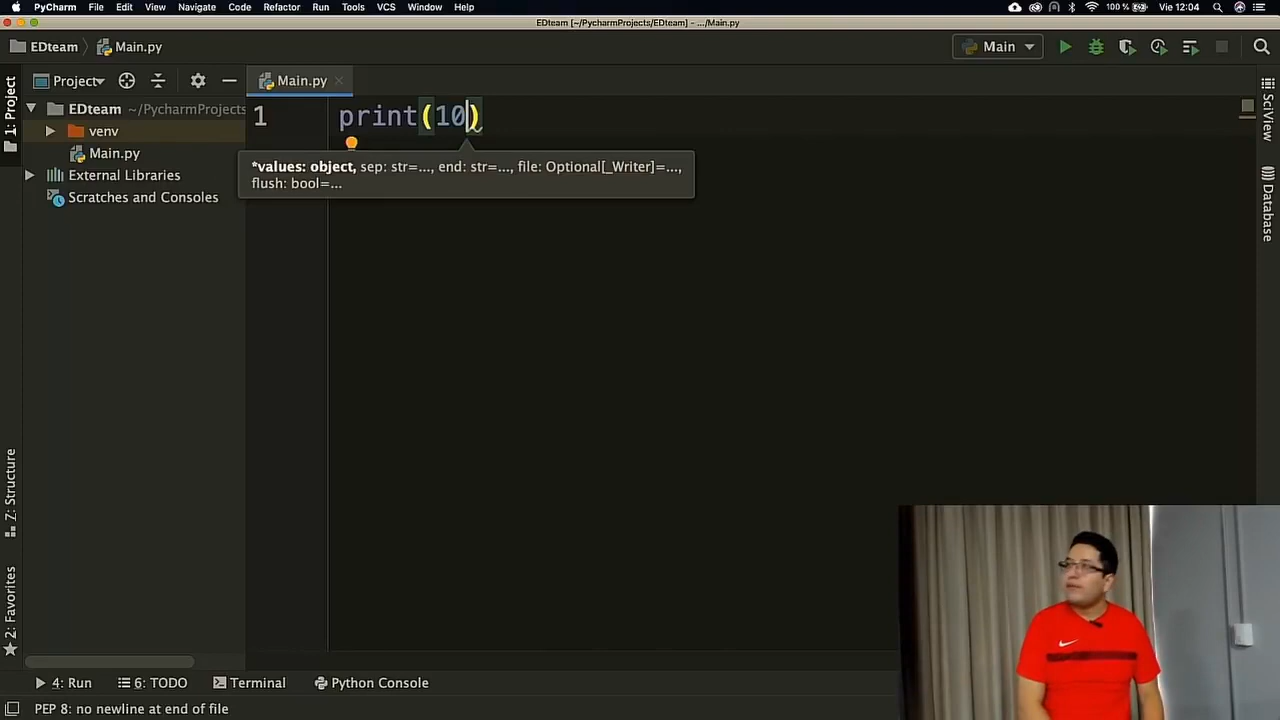 PyCharm File Edit View Navigate Code Refactor Run Tools VCS Window Help 100 % Vie 12:04
EDteam [~/PycharmProjects/EDteam] - .../Main.py
EDteam Main.py Main
Project Main.py
1: Project
EDteam ~/PycharmProjects
venv
Main.py
External Libraries
Scratches and Consoles
1 print(10)
*values: object, sep: str=..., end: str=..., file: Optional[_Writer]=...,
flush: bool=...
SciView
Database
Z: Structure
2: Favorites
4: Run 6: TODO Terminal Python Console
PEP 8: no newline at end of file